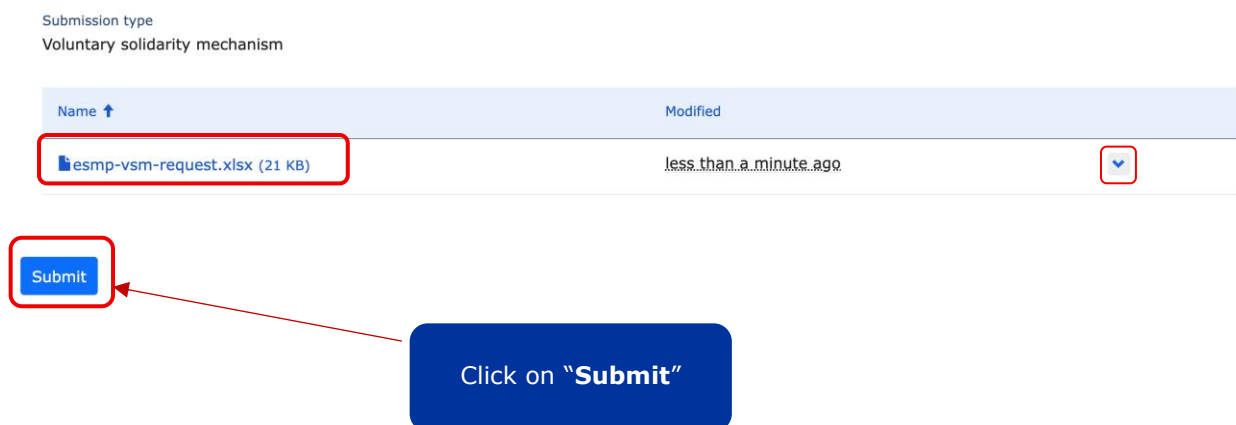 Submission type
Voluntary solidarity mechanism
Name ↑ Modified
esmp-vsm-request.xlsx (21 KB) less than a minute ago
Submit
Click on “Submit”